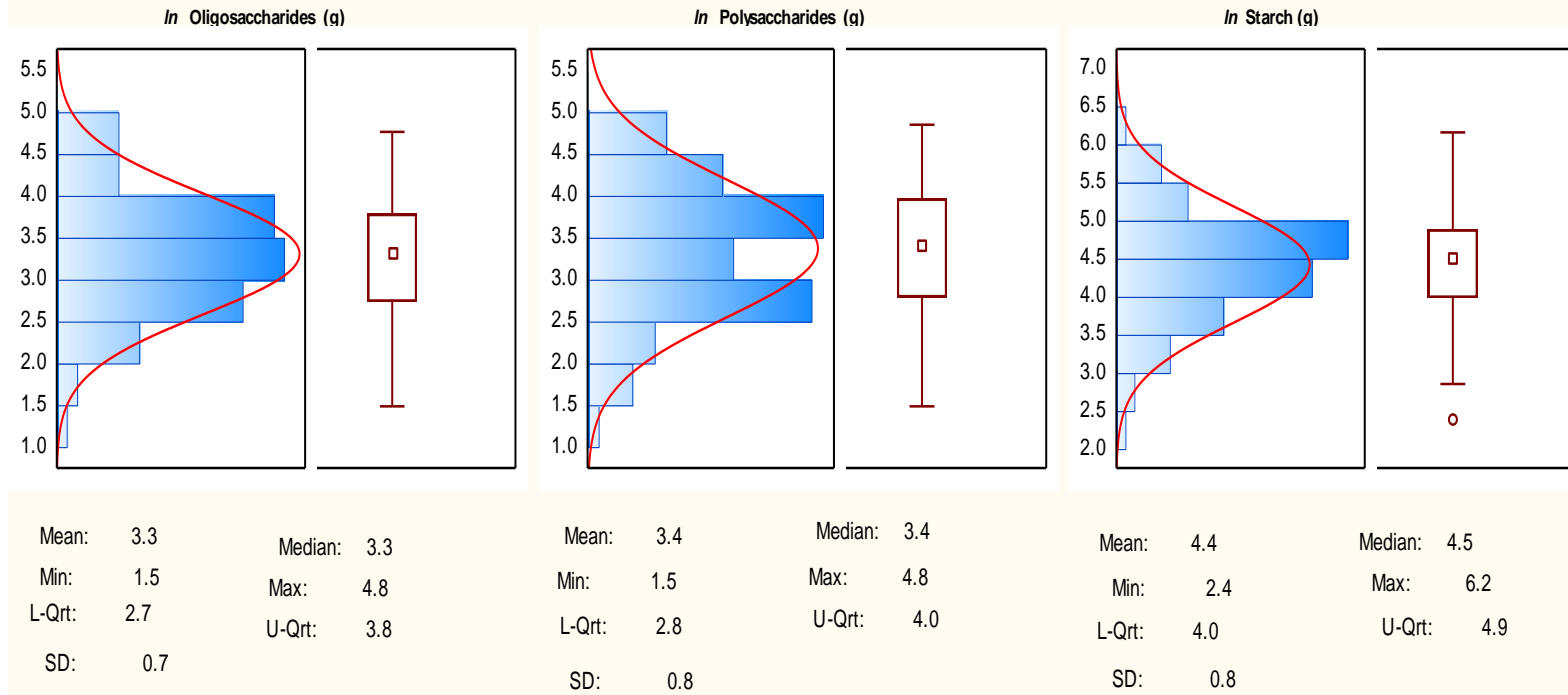 ln Oligosaccharides (g)
5.5
5.0
4.5
4.0
3.5
3.0
2.5
2.0
1.5
1.0
Mean: 3.3
Median: 3.3
Min: 1.5
Max: 4.8
L-Qrt: 2.7
U-Qrt: 3.8
SD: 0.7
ln Polysaccharides (g)
5.5
5.0
4.5
4.0
3.5
3.0
2.5
2.0
1.5
1.0
Mean: 3.4
Median: 3.4
Min: 1.5
Max: 4.8
L-Qrt: 2.8
U-Qrt: 4.0
SD: 0.8
ln Starch (g)
7.0
6.5
6.0
5.5
5.0
4.5
4.0
3.5
3.0
2.5
2.0
Mean: 4.4
Median: 4.5
Min: 2.4
Max: 6.2
L-Qrt: 4.0
U-Qrt: 4.9
SD: 0.8